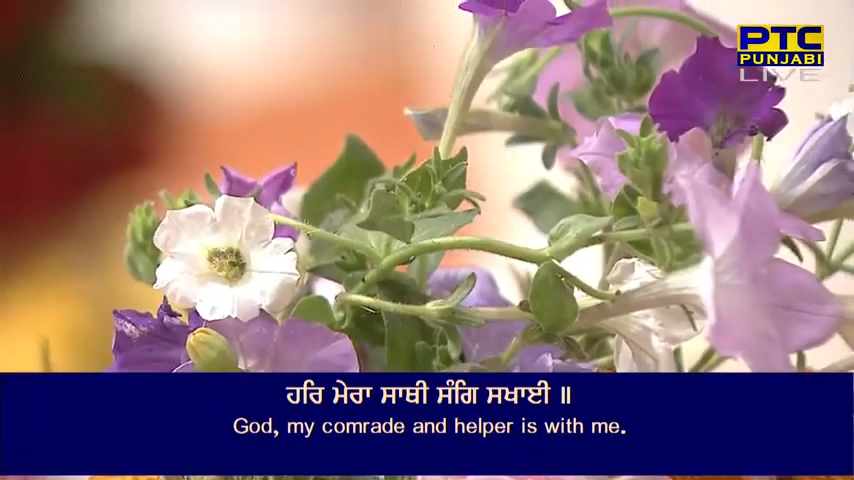 PTC
PUNJABI
LIVE
ਹਰਿ ਮੇਰਾ ਸਾਥੀ ਸੰਗਿ ਸਖਾਈ ॥
God, my comrade and helper is with me.